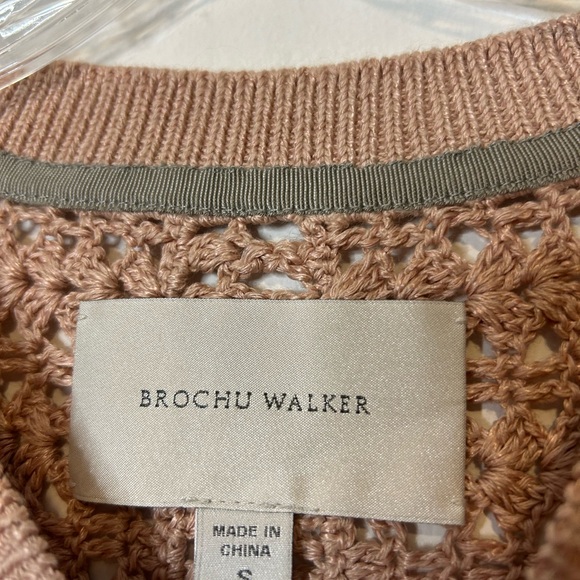 BROCHU WALKER
MADE IN
CHINA
S